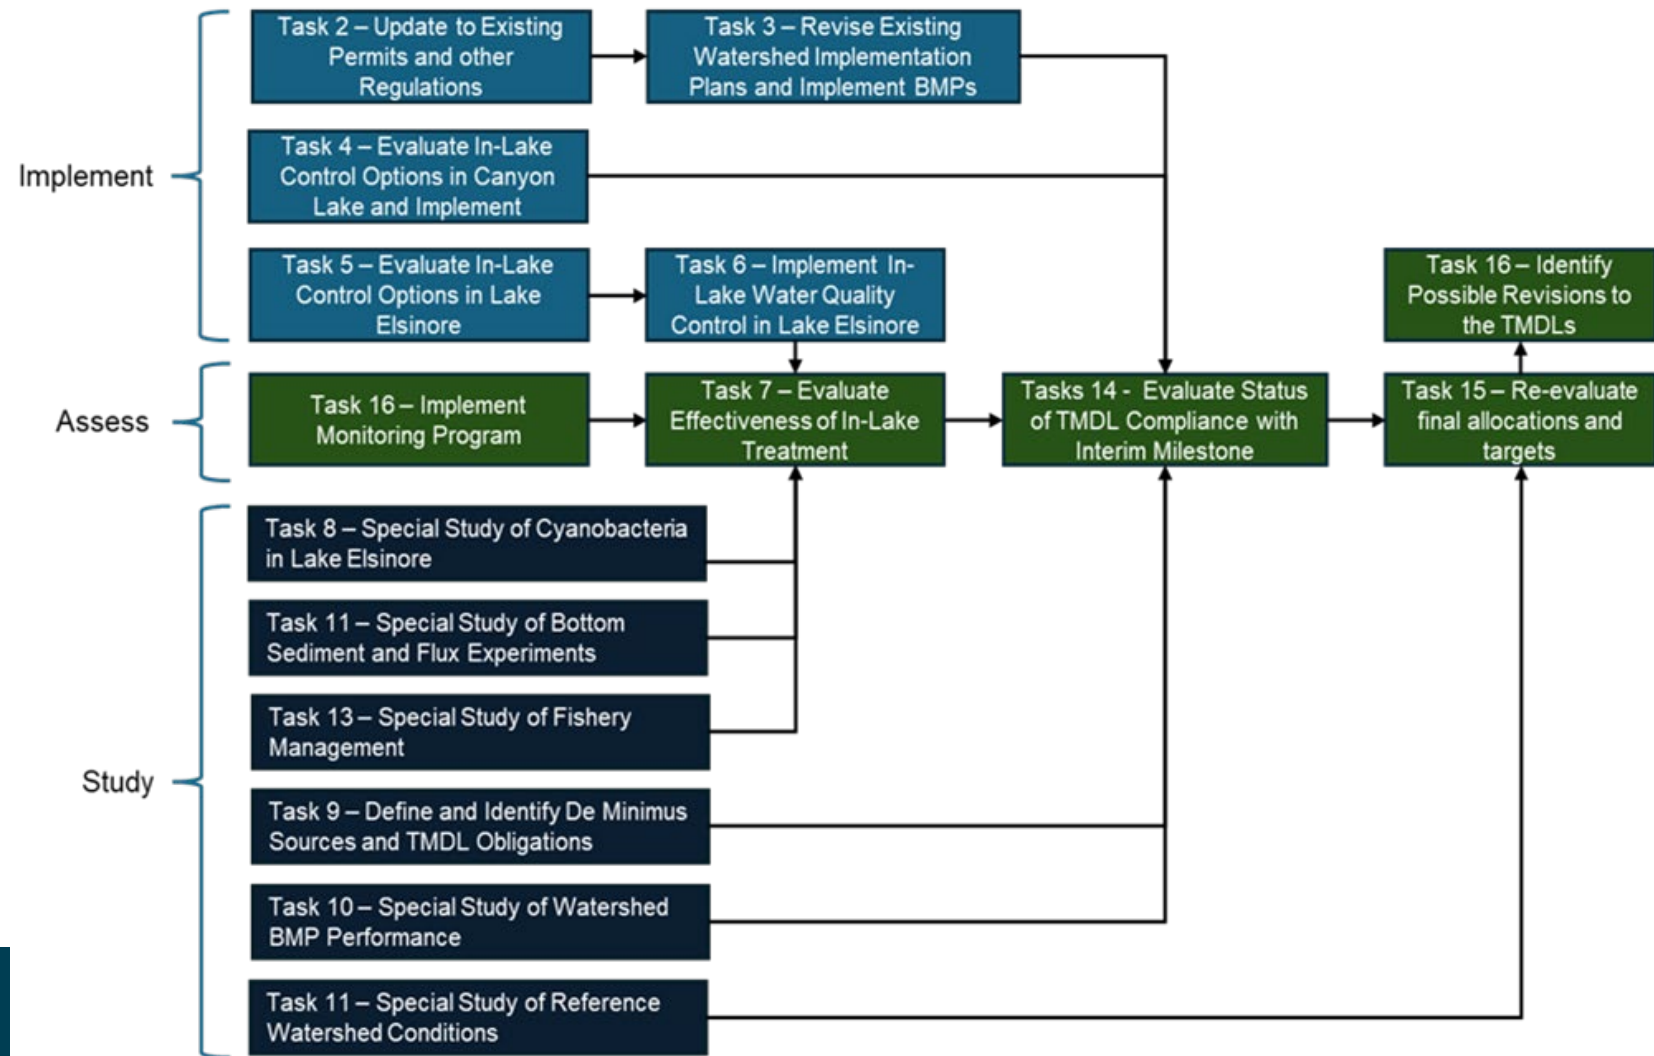 Task 2 – Update to Existing
Permits and other
Regulations
Task 3 – Revise Existing
Watershed Implementation
Plans and Implement BMPs
Implement
Task 4 – Evaluate In-Lake
Control Options in Canyon
Lake and Implement
Task 5 – Evaluate In-Lake
Control Options in Lake
Elsinore
Task 6 – Implement In-
Lake Water Quality
Control in Lake Elsinore
Task 16 – Identify
Possible Revisions to
the TMDLs
Assess
Task 16 – Implement
Monitoring Program
Task 7 – Evaluate
Effectiveness of In-Lake
Treatment
Tasks 14 - Evaluate Status
of TMDL Compliance with
Interim Milestone
Task 15 – Re-evaluate
final allocations and
targets
Study
Task 8 – Special Study of Cyanobacteria
in Lake Elsinore
Task 11 – Special Study of Bottom
Sediment and Flux Experiments
Task 13 – Special Study of Fishery
Management
Task 9 – Define and Identify De Minimus
Sources and TMDL Obligations
Task 10 – Special Study of Watershed
BMP Performance
Task 11 – Special Study of Reference
Watershed Conditions